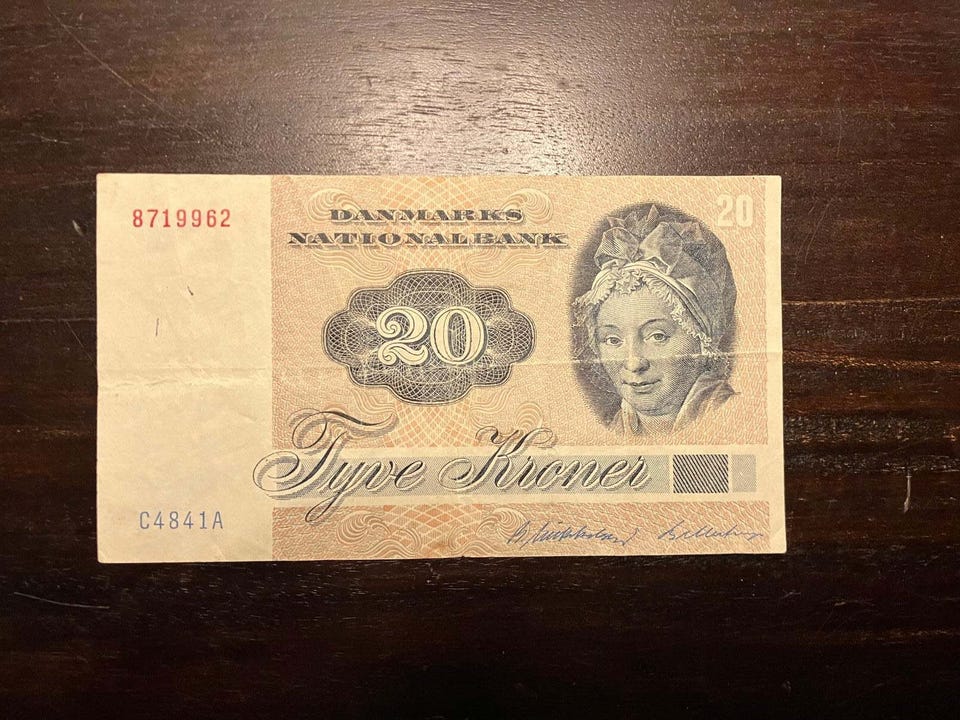 8719962
DANMARKS
NATIONALBANK
20
20
Tyve Kroner
C4841A